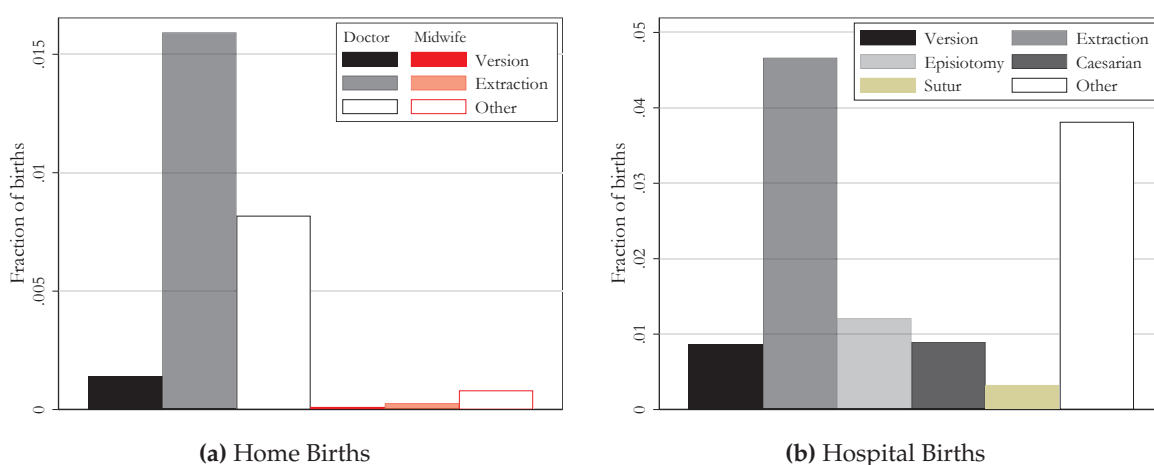 Fraction of births
.015
.01
.005
0
Doctor Midwife
Version
Extraction
Other
(a) Home Births
Fraction of births
.05
.04
.03
.02
.01
0
Version Extraction
Episiotomy Caesarian
Sutur Other
(b) Hospital Births